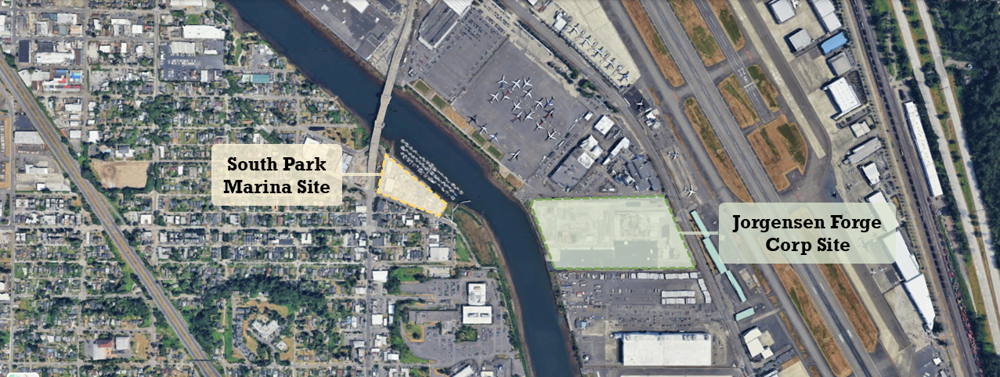 South Park
Marina Site
Jorgensen Forge
Corp Site